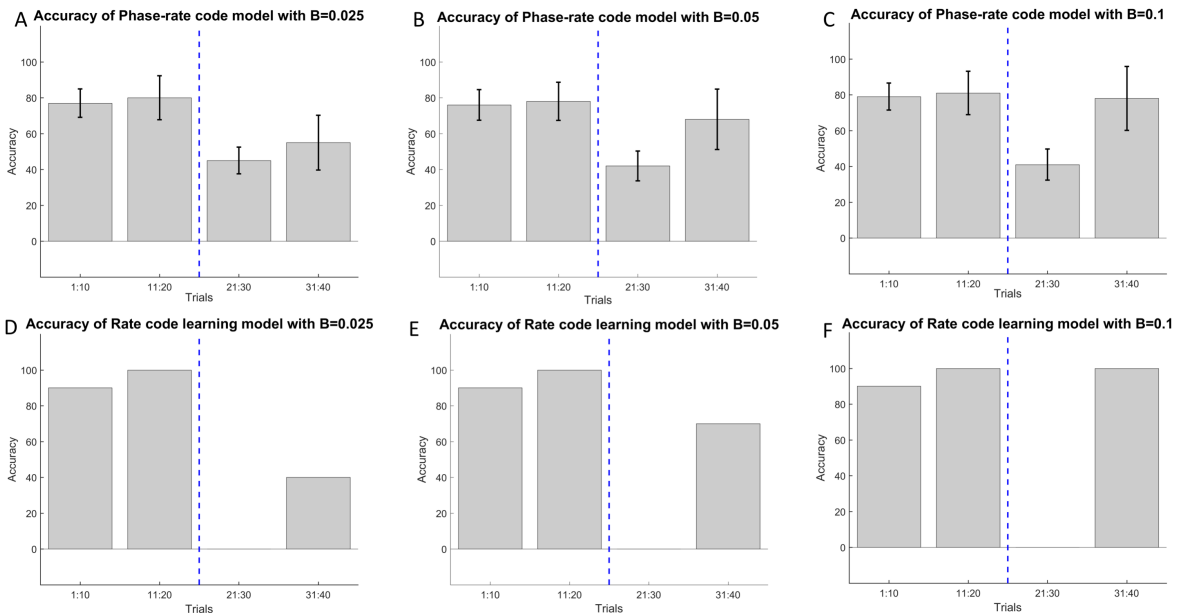 A Accuracy of Phase-rate code model with B=0.025
100
80
60
40
20
0
Accuracy
1:10 11:20 21:30 31:40
Trials
B Accuracy of Phase-rate code model with B=0.05
100
80
60
40
20
0
Accuracy
1:10 11:20 21:30 31:40
Trials
C Accuracy of Phase-rate code model with B=0.1
100
80
60
40
20
0
Accuracy
1:10 11:20 21:30 31:40
Trials
D Accuracy of Rate code learning model with B=0.025
100
80
60
40
20
0
Accuracy
1:10 11:20 21:30 31:40
Trials
E Accuracy of Rate code learning model with B=0.05
100
80
60
40
20
0
Accuracy
1:10 11:20 21:30 31:40
Trials
F Accuracy of Rate code learning model with B=0.1
100
80
60
40
20
0
Accuracy
1:10 11:20 21:30 31:40
Trials